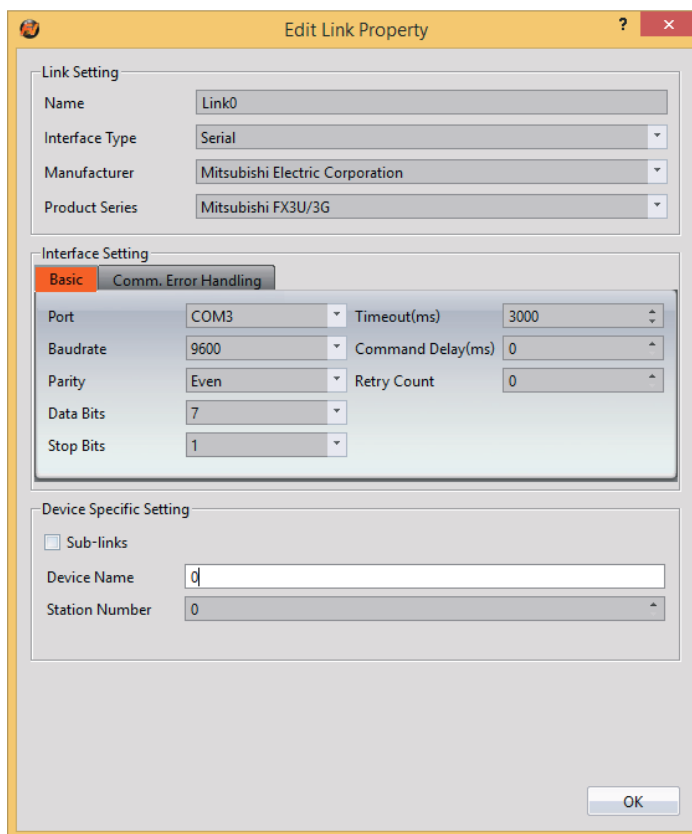 Edit Link Property
?
Link Setting
Name Link0
Interface Type Serial
Manufacturer Mitsubishi Electric Corporation
Product Series Mitsubishi FX3U/3G
Interface Setting
Basic Comm. Error Handling
Port COM3 Timeout(ms) 3000
Baudrate 9600 Command Delay(ms) 0
Parity Even Retry Count 0
Data Bits 7
Stop Bits 1
Device Specific Setting
Sub-links
Device Name 0
Station Number 0
OK